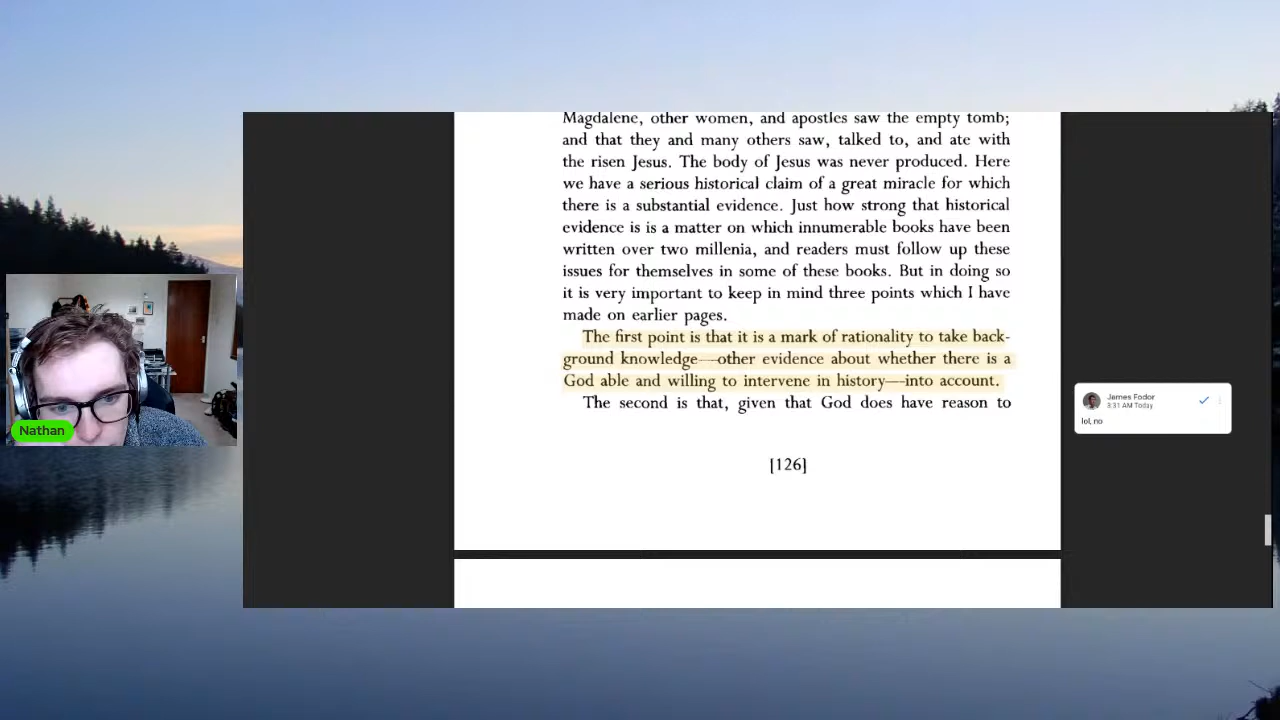 Magdalene, other women, and apostles saw the empty tomb;
and that they and many others saw, talked to, and ate with
the risen Jesus. The body of Jesus was never produced. Here
we have a serious historical claim of a great miracle for which
there is a substantial evidence. Just how strong that historical
evidence is is a matter on which innumerable books have been
written over two millenia, and readers must follow up these
issues for themselves in some of these books. But in doing so
it is very important to keep in mind three points which I have
made on earlier pages.
The first point is that it is a mark of rationality to take back-
ground knowledge—other evidence about whether there is a
God able and willing to intervene in history—into account.
The second is that, given that God does have reason to
[126]
James Fodor
3:31 AM Today
lol, no
Nathan